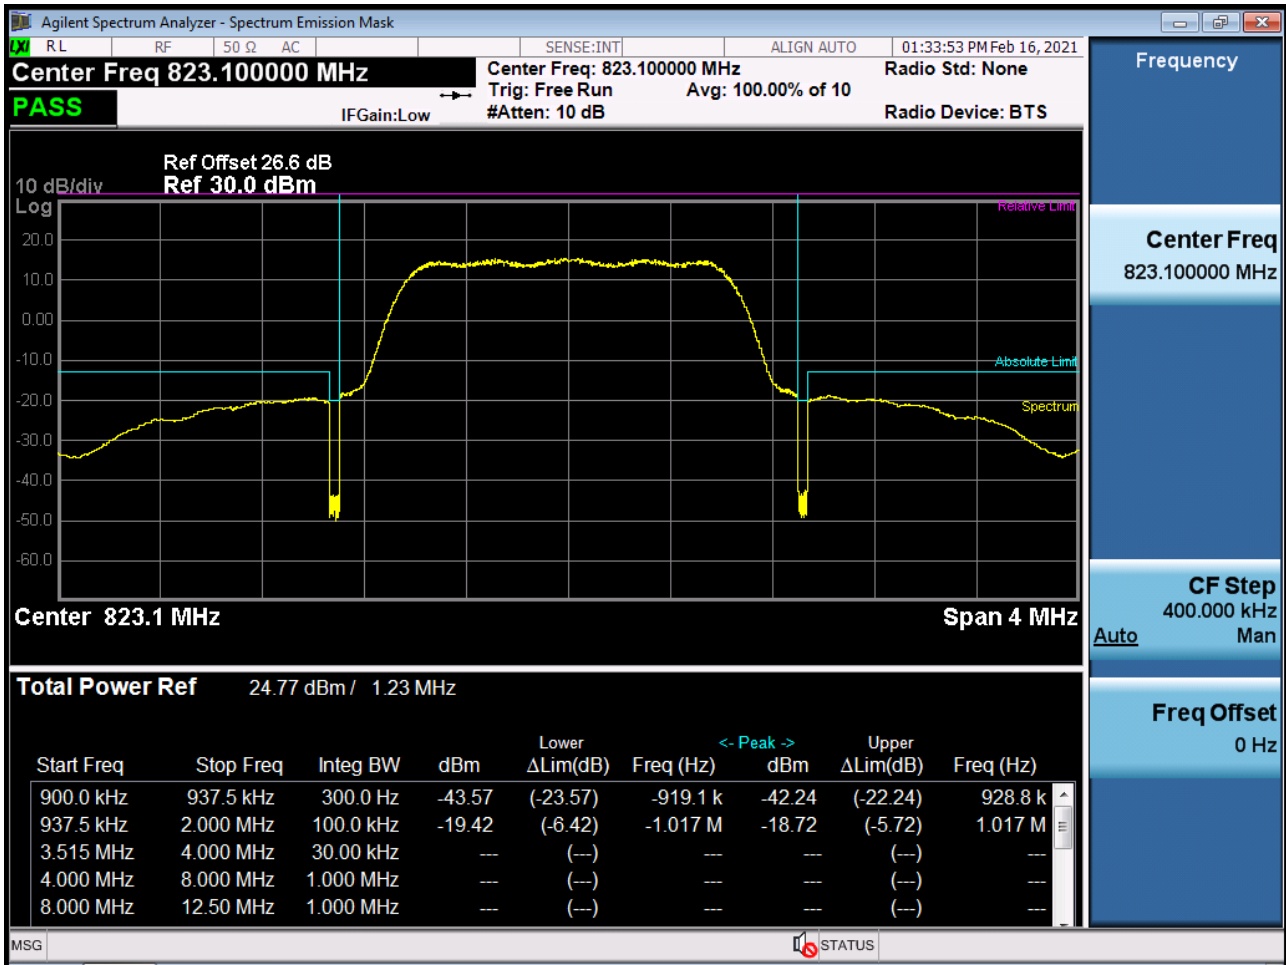 Agilent Spectrum Analyzer - Spectrum Emission Mask
LXI RL RF 50 Ω AC SENSE:INT ALIGN AUTO 01:33:53 PM Feb 16, 2021
Center Freq 823.100000 MHz
Center Freq: 823.100000 MHz Radio Std: None
Trig: Free Run Avg: 100.00% of 10
PASS IFGain:Low #Atten: 10 dB Radio Device: BTS
Ref Offset 26.6 dB
10 dB/div Ref 30.0 dBm
Log
Relative Limit
20.0
10.0
0.00
-10.0
Absolute Limit
-20.0
Spectrum
-30.0
-40.0
-50.0
-60.0
Center 823.1 MHz Span 4 MHz
Total Power Ref 24.77 dBm / 1.23 MHz
Lower <- Peak -> Upper
Start Freq Stop Freq Integ BW dBm ΔLim(dB) Freq (Hz) dBm ΔLim(dB) Freq (Hz)
900.0 kHz 937.5 kHz 300.0 Hz -43.57 (-23.57) -919.1 k -42.24 (-22.24) 928.8 k
937.5 kHz 2.000 MHz 100.0 kHz -19.42 (-6.42) -1.017 M -18.72 (-5.72) 1.017 M
3.515 MHz 4.000 MHz 30.00 kHz --- (---) --- --- (---) ---
4.000 MHz 8.000 MHz 1.000 MHz --- (---) --- --- (---) ---
8.000 MHz 12.50 MHz 1.000 MHz --- (---) --- --- (---) ---
MSG STATUS
Frequency
Center Freq
823.100000 MHz
CF Step
400.000 kHz
Auto Man
Freq Offset
0 Hz